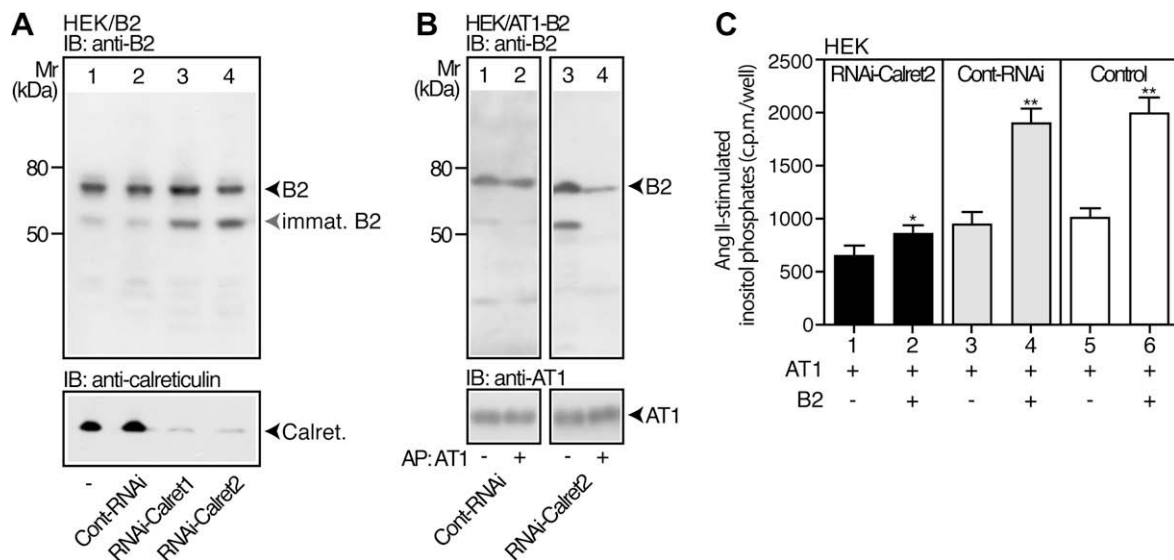 A
HEK/B2
IB: anti-B2
Mr
(kDa)
1 2 3 4
80
50
B2
immat. B2
IB: anti-calreticulin
Calret.
-
Cont-RNAi
RNAi-Calret1
RNAi-Calret2
B
HEK/AT1-B2
IB: anti-B2
Mr
(kDa)
1 2 3 4
80
50
B2
IB: anti-AT1
AT1
AP: AT1 - + - +
Cont-RNAi
RNAi-Calret2
C
HEK
RNAi-Calret2 Cont-RNAi Control
Ang II-stimulated
inositol phosphates (c.p.m./well)
2500
2000
1500
1000
500
0
* ** **
1 2 3 4 5 6
AT1 + + + + + +
B2 - + - + - +